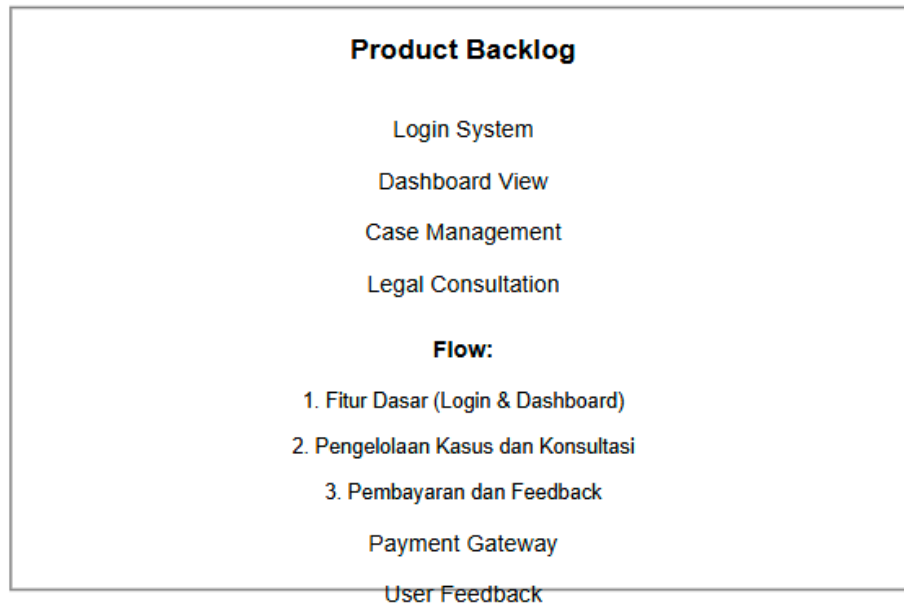 Product Backlog
Login System
Dashboard View
Case Management
Legal Consultation
Flow:
1. Fitur Dasar (Login & Dashboard)
2. Pengelolaan Kasus dan Konsultasi
3. Pembayaran dan Feedback
Payment Gateway
User Feedback